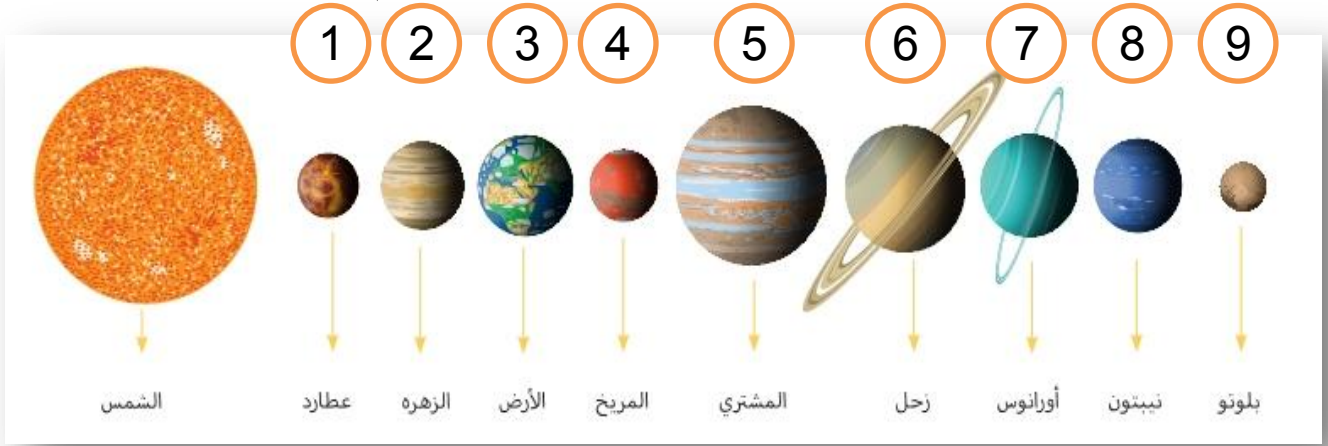 1 2 3 4 5 6 7 8 9
الشمس عطارد الزهره الأرض المريخ المشتري زحل أورانوس نيبتون بلوتو